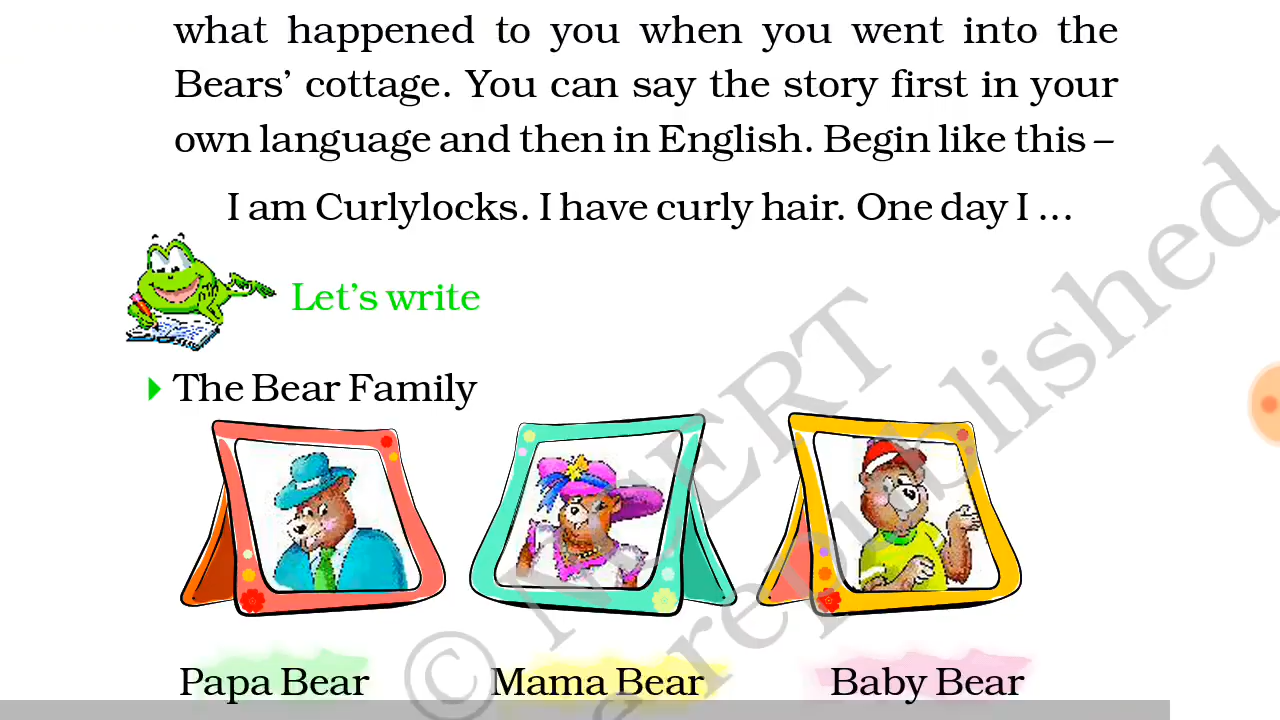 what happened to you when you went into the
Bears' cottage. You can say the story first in your
own language and then in English. Begin like this –
I am Curlylocks. I have curly hair. One day I ...
Let's write
The Bear Family
Papa Bear Mama Bear Baby Bear
© NCERT
republished